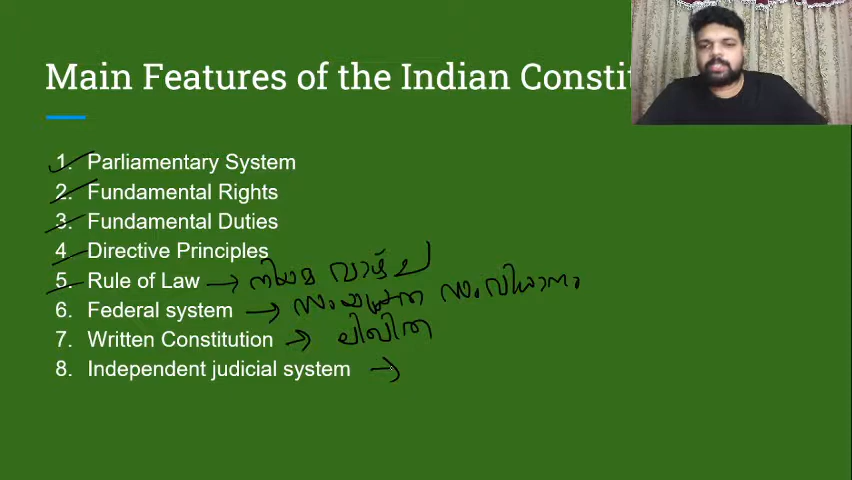 Main Features of the Indian Constit
1. Parliamentary System
2. Fundamental Rights
3. Fundamental Duties
4. Directive Principles
5. Rule of Law → നിയമ വാഴ്ച
6. Federal system → സംയുക്ത സംവിധാനം
7. Written Constitution → ലിഖിത
8. Independent judicial system →